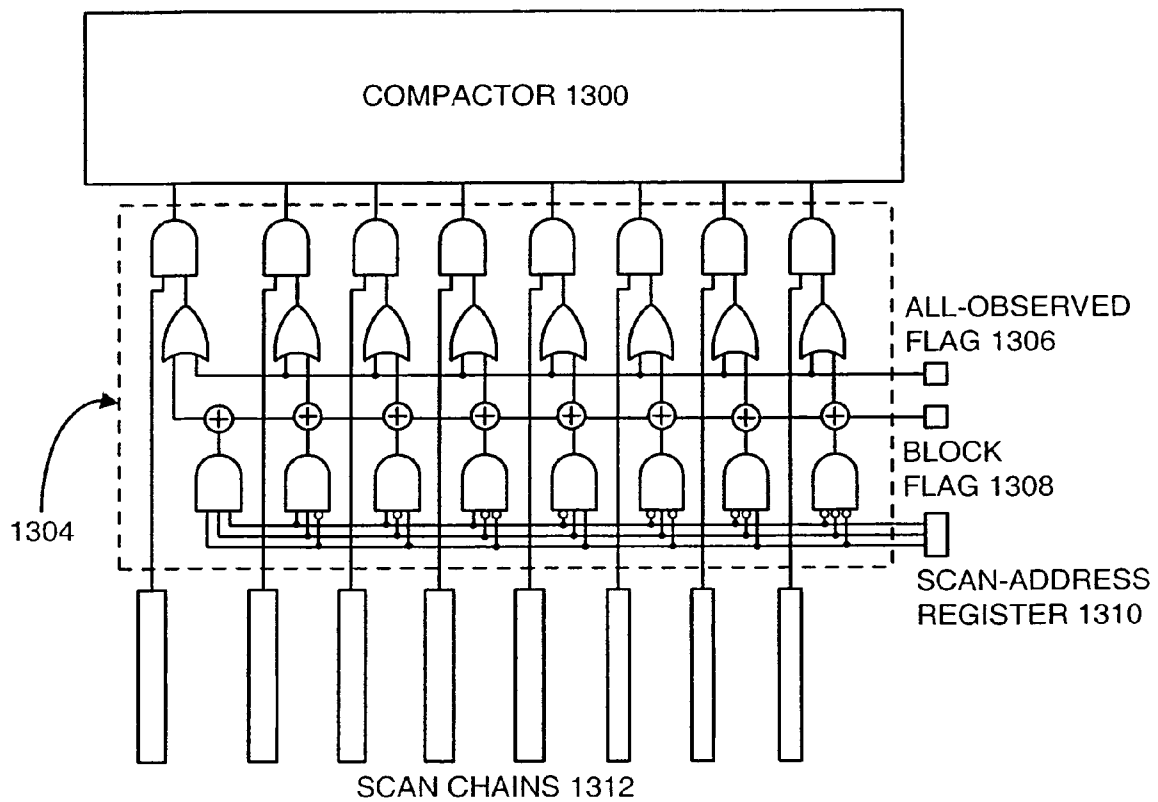 COMPACTOR 1300
ALL-OBSERVED
FLAG 1306
BLOCK
FLAG 1308
1304
SCAN-ADDRESS
REGISTER 1310
SCAN CHAINS 1312